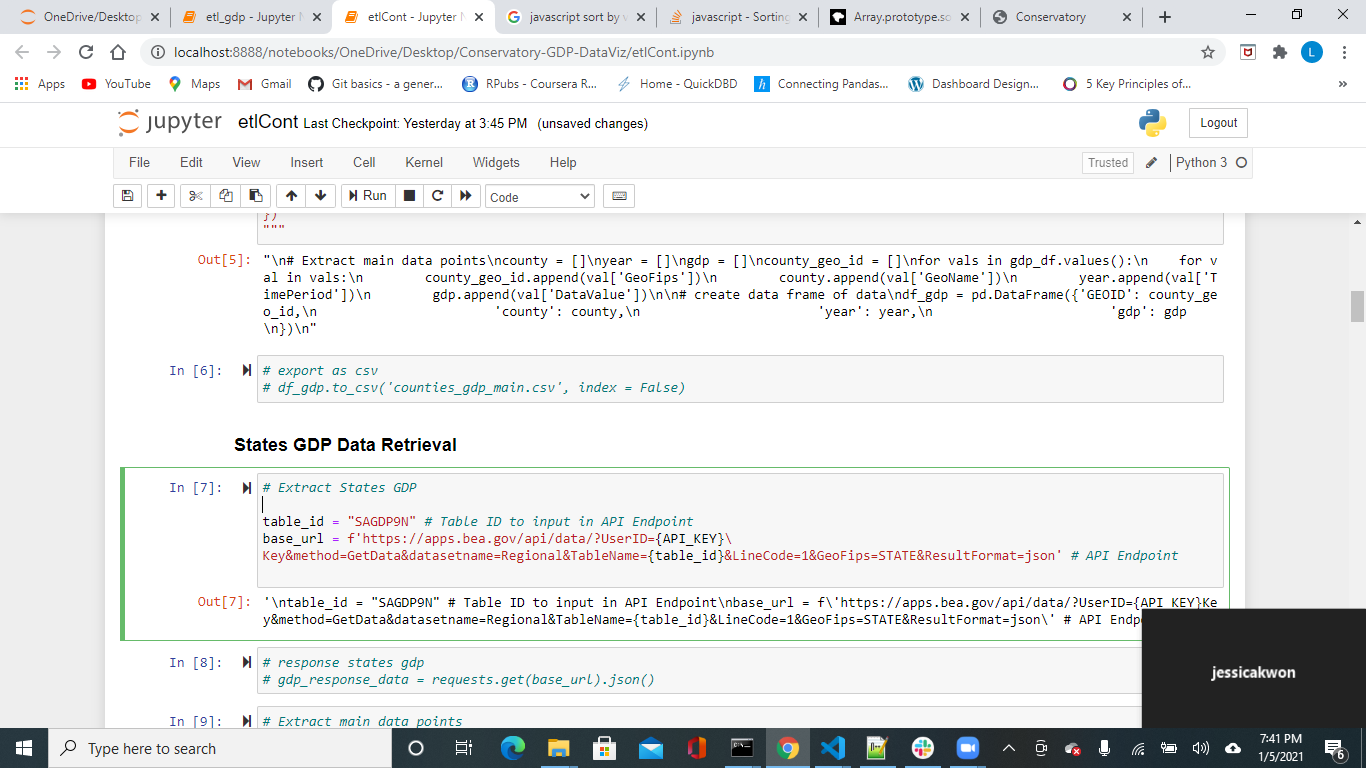 OneDrive/Desktop
etl_gdp - Jupyter N
etlCont - Jupyter N
javascript sort by v
javascript - Sorting
Array.prototype.so
Conservatory
localhost:8888/notebooks/OneDrive/Desktop/Conservatory-GDP-DataViz/etlCont.ipynb
L
Apps
YouTube
Maps
Gmail
Git basics - a gener...
RPubs - Coursera R...
Home - QuickDBD
Connecting Pandas...
Dashboard Design...
5 Key Principles of...
»
jupyter etlCont Last Checkpoint: Yesterday at 3:45 PM (unsaved changes)
Logout
File Edit View Insert Cell Kernel Widgets Help
Trusted
Python 3
Run
Code
})
"""
Out[5]: "\n# Extract main data points\ncounty = []\nyear = []\ngdp = []\ncounty_geo_id = []\nfor vals in gdp_df.values():\n    for v
al in vals:\n        county_geo_id.append(val['GeoFips'])\n        county.append(val['GeoName'])\n        year.append(val['T
imePeriod'])\n        gdp.append(val['DataValue'])\n\n# create data frame of data\ndf_gdp = pd.DataFrame({'GEOID': county_ge
o_id,\n                       'county': county,\n                       'year': year,\n                       'gdp': gdp
\n})\n"
In [6]: # export as csv
# df_gdp.to_csv('counties_gdp_main.csv', index = False)
States GDP Data Retrieval
In [7]: # Extract States GDP
table_id = "SAGDP9N" # Table ID to input in API Endpoint
base_url = f'https://apps.bea.gov/api/data/?UserID={API_KEY}\
Key&method=GetData&datasetname=Regional&TableName={table_id}&LineCode=1&GeoFips=STATE&ResultFormat=json' # API Endpoint
Out[7]: '\ntable_id = "SAGDP9N" # Table ID to input in API Endpoint\nbase_url = f\'https://apps.bea.gov/api/data/?UserID={API_KEY}Ke
y&method=GetData&datasetname=Regional&TableName={table_id}&LineCode=1&GeoFips=STATE&ResultFormat=json\' # API Endp
In [8]: # response states gdp
# gdp_response_data = requests.get(base_url).json()
jessicakwon
In [9]: # Extract main data points
Type here to search
7:41 PM
1/5/2021
6